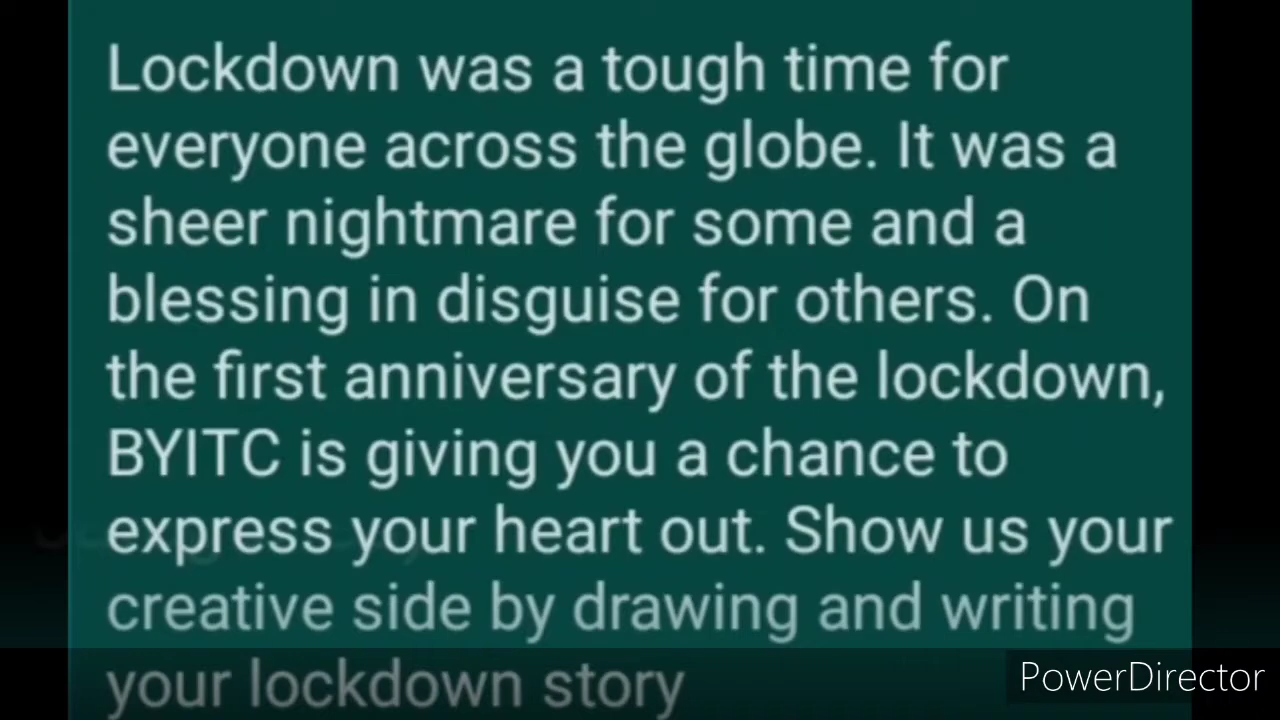 Lockdown was a tough time for
everyone across the globe. It was a
sheer nightmare for some and a
blessing in disguise for others. On
the first anniversary of the lockdown,
BYITC is giving you a chance to
express your heart out. Show us your
creative side by drawing and writing
your lockdown story
PowerDirector